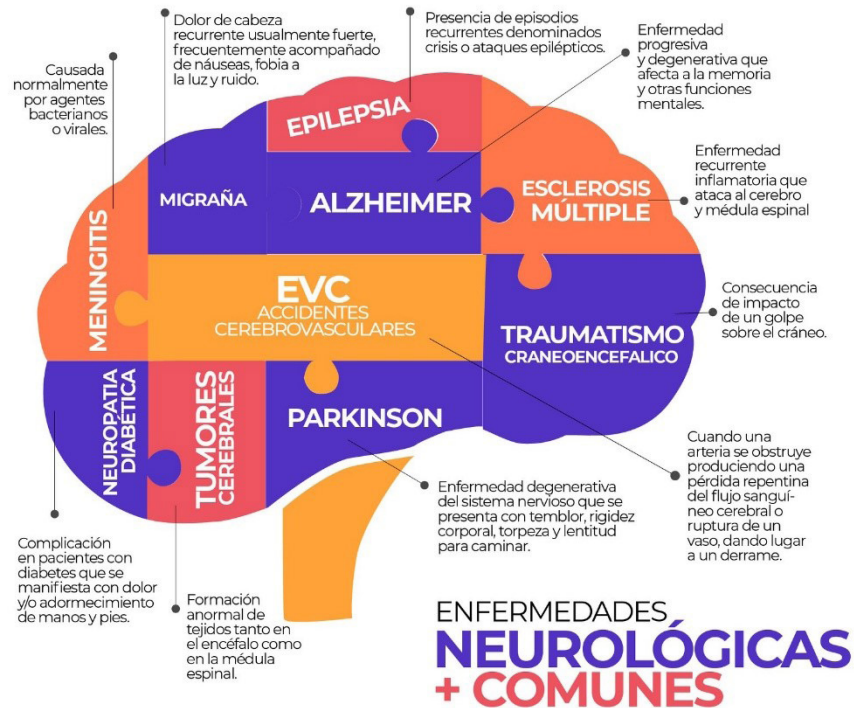 Dolor de cabeza
recurrente usualmente fuerte,
frecuentemente acompañado
de náuseas, fobia a
la luz y ruido.
Presencia de episodios
recurrentes denominados
crisis o ataques epilépticos.
Enfermedad
progresiva
y degenerativa que
afecta a la memoria
y otras funciones
mentales.
Causada
normalmente
por agentes
bacterianos
o virales.
Enfermedad
recurrente
inflamatoria que
ataca al cerebro
y médula espinal
EPILEPSIA
MIGRAÑA
ALZHEIMER
ESCLEROSIS
MÚLTIPLE
MENINGITIS
EVC
ACCIDENTES
CEREBROVASCULARES
TRAUMATISMO
CRANEOENCEFALICO
Consecuencia
de impacto
de un golpe
sobre el cráneo.
NEUROPATIA
DIABÉTICA
TUMORES
CEREBRALES
PARKINSON
Cuando una
arteria se obstruye
produciendo una
pérdida repentina
del flujo sanguí-
neo cerebral o
ruptura de un
vaso, dando lugar
a un derrame.
Enfermedad degenerativa
del sistema nervioso que se
presenta con temblor, rigidez
corporal, torpeza y lentitud
para caminar.
Complicación
en pacientes con
diabetes que se
manifiesta con dolor
y/o adormecimiento
de manos y pies.
Formación
anormal de
tejidos tanto en
el encéfalo como
en la médula
espinal.
ENFERMEDADES
NEUROLÓGICAS
+ COMUNES